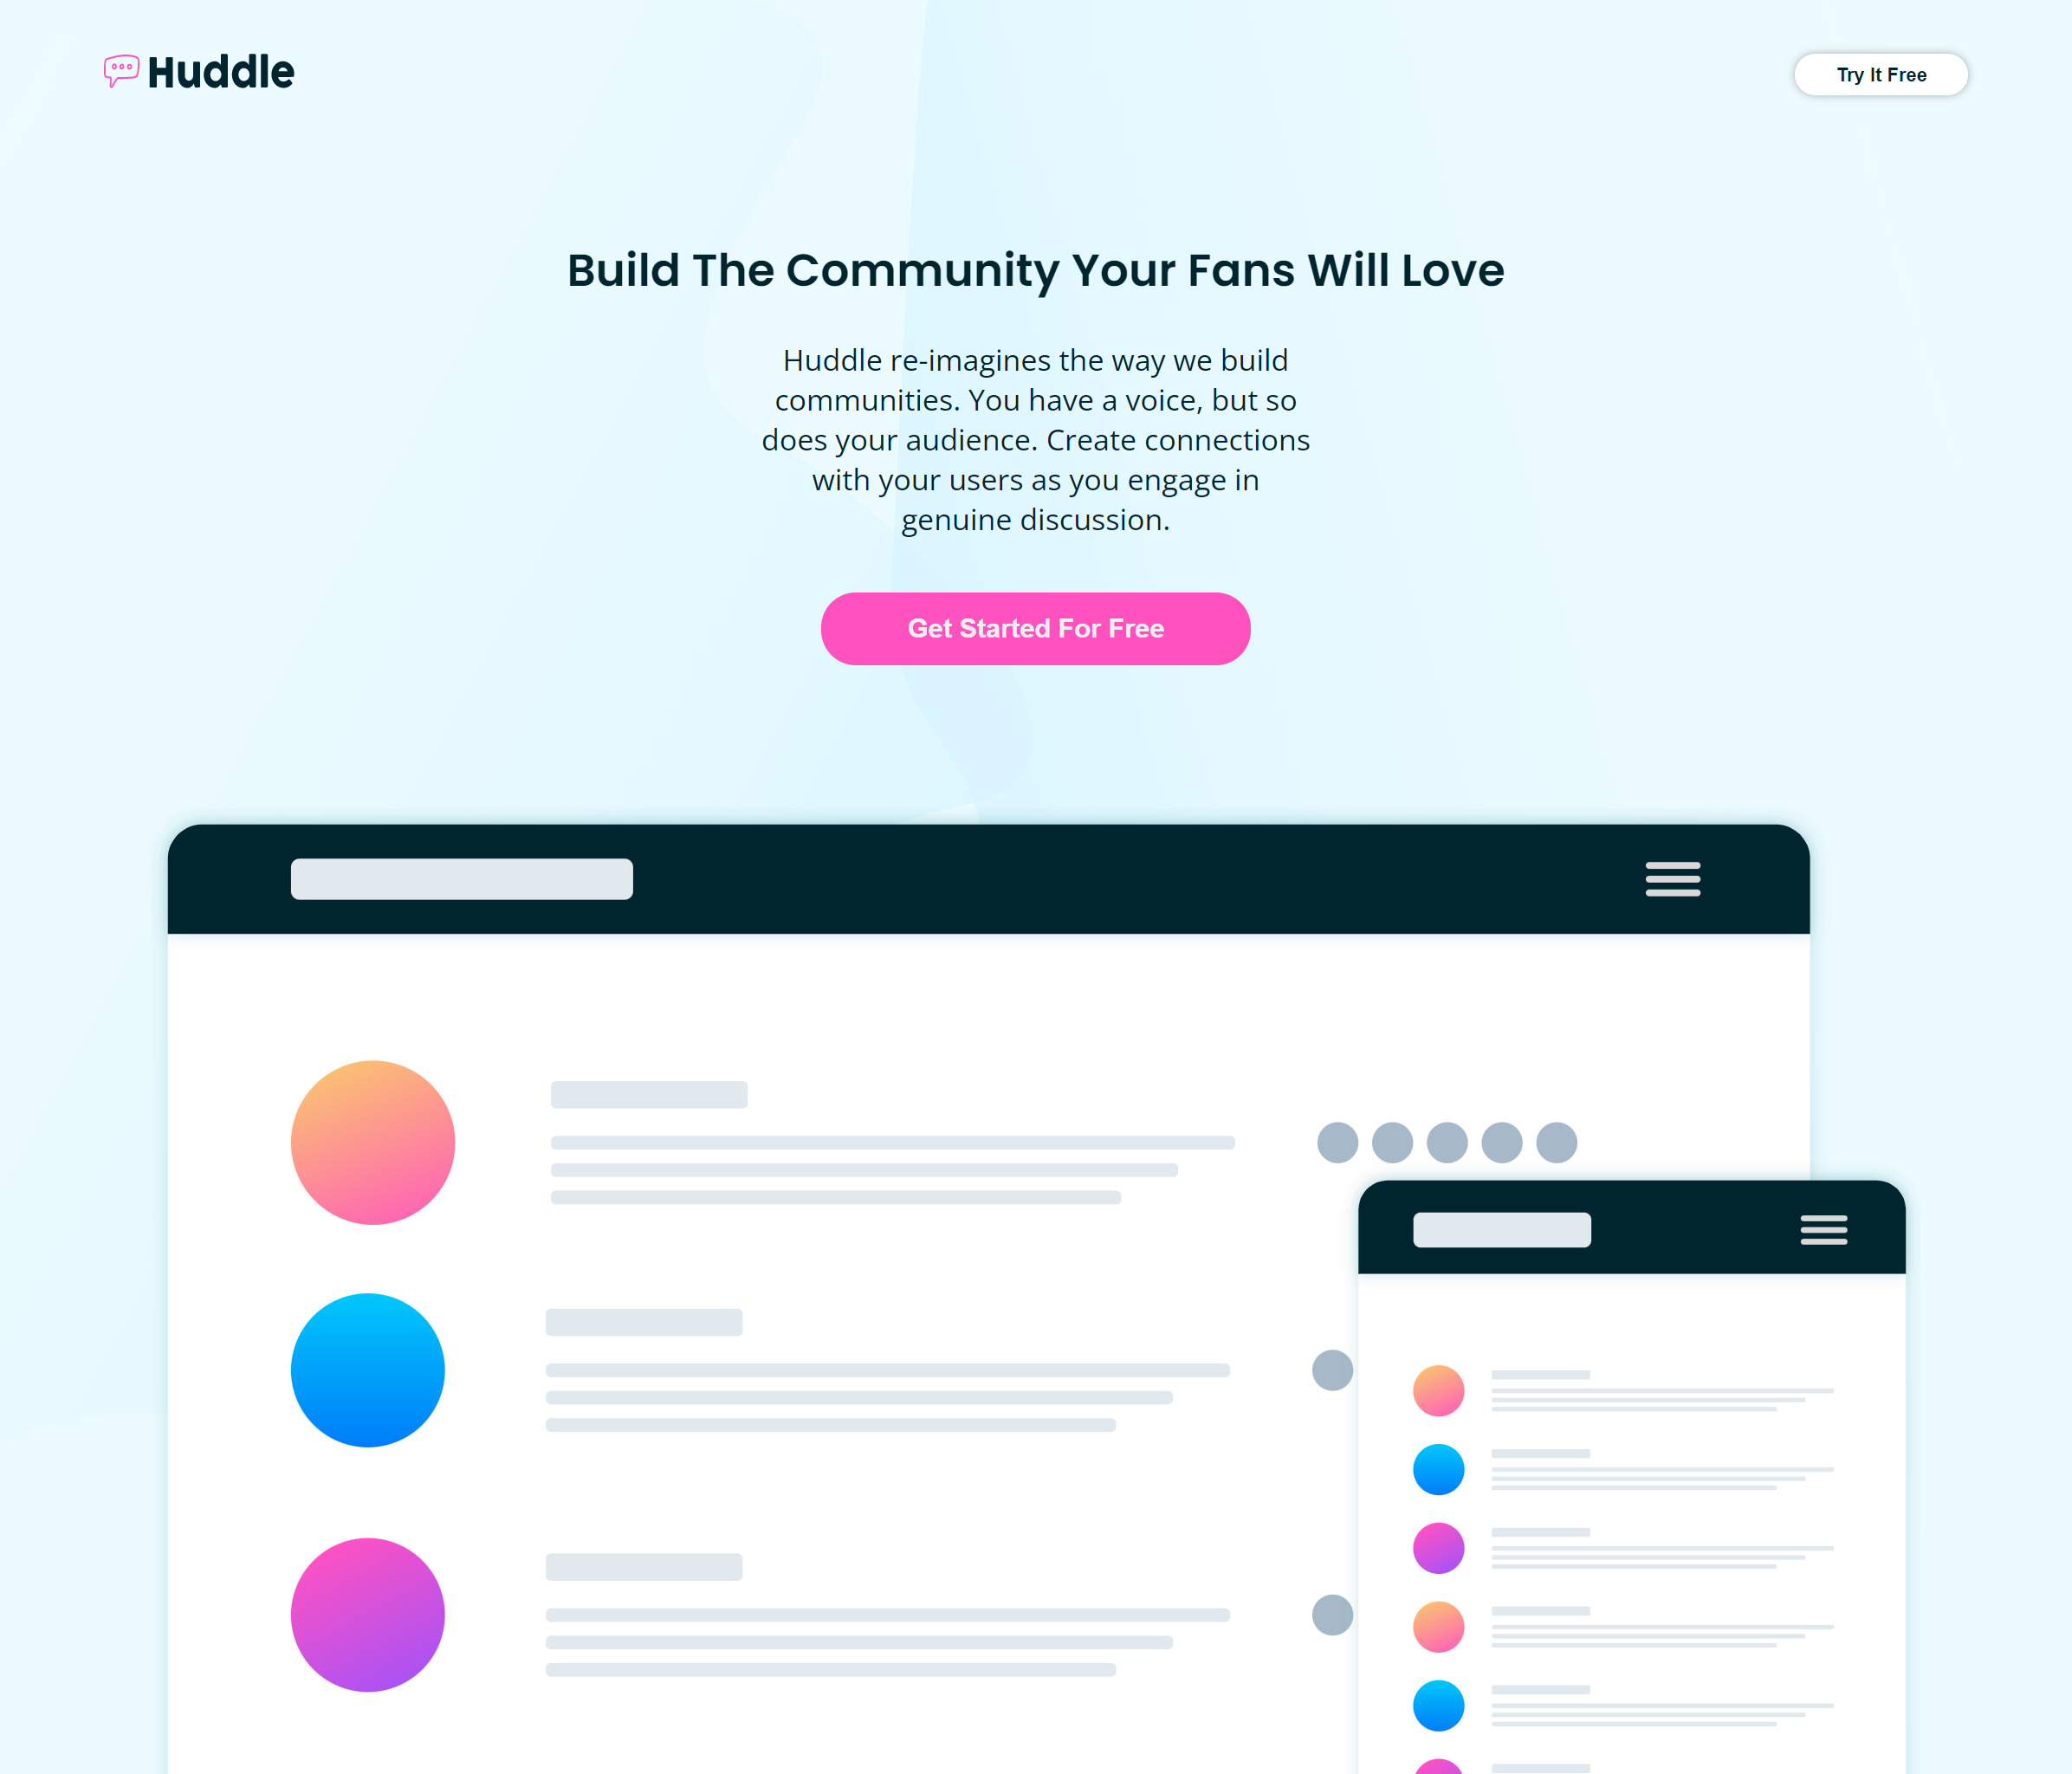 Huddle
Try It Free
Build The Community Your Fans Will Love
Huddle re-imagines the way we build
communities. You have a voice, but so
does your audience. Create connections
with your users as you engage in
genuine discussion.
Get Started For Free